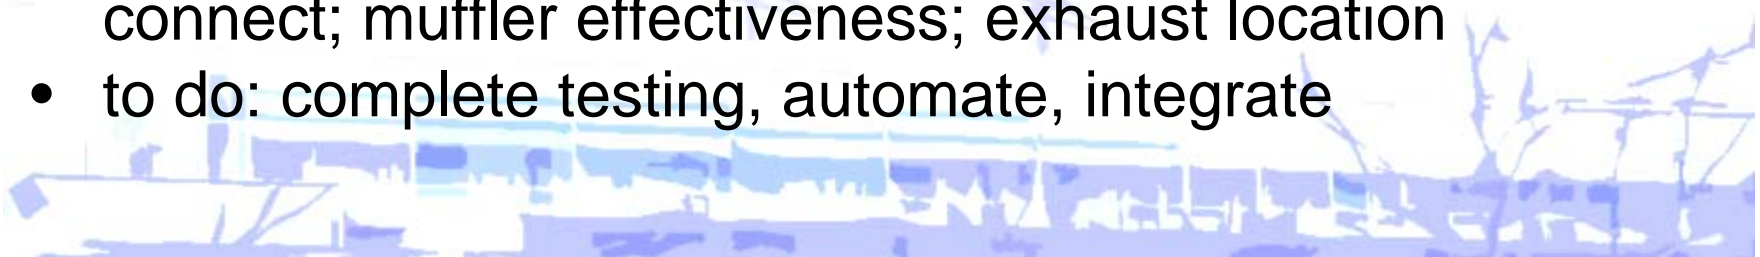 connect; muffler effectiveness; exhaust location
• to do: complete testing, automate, integrate